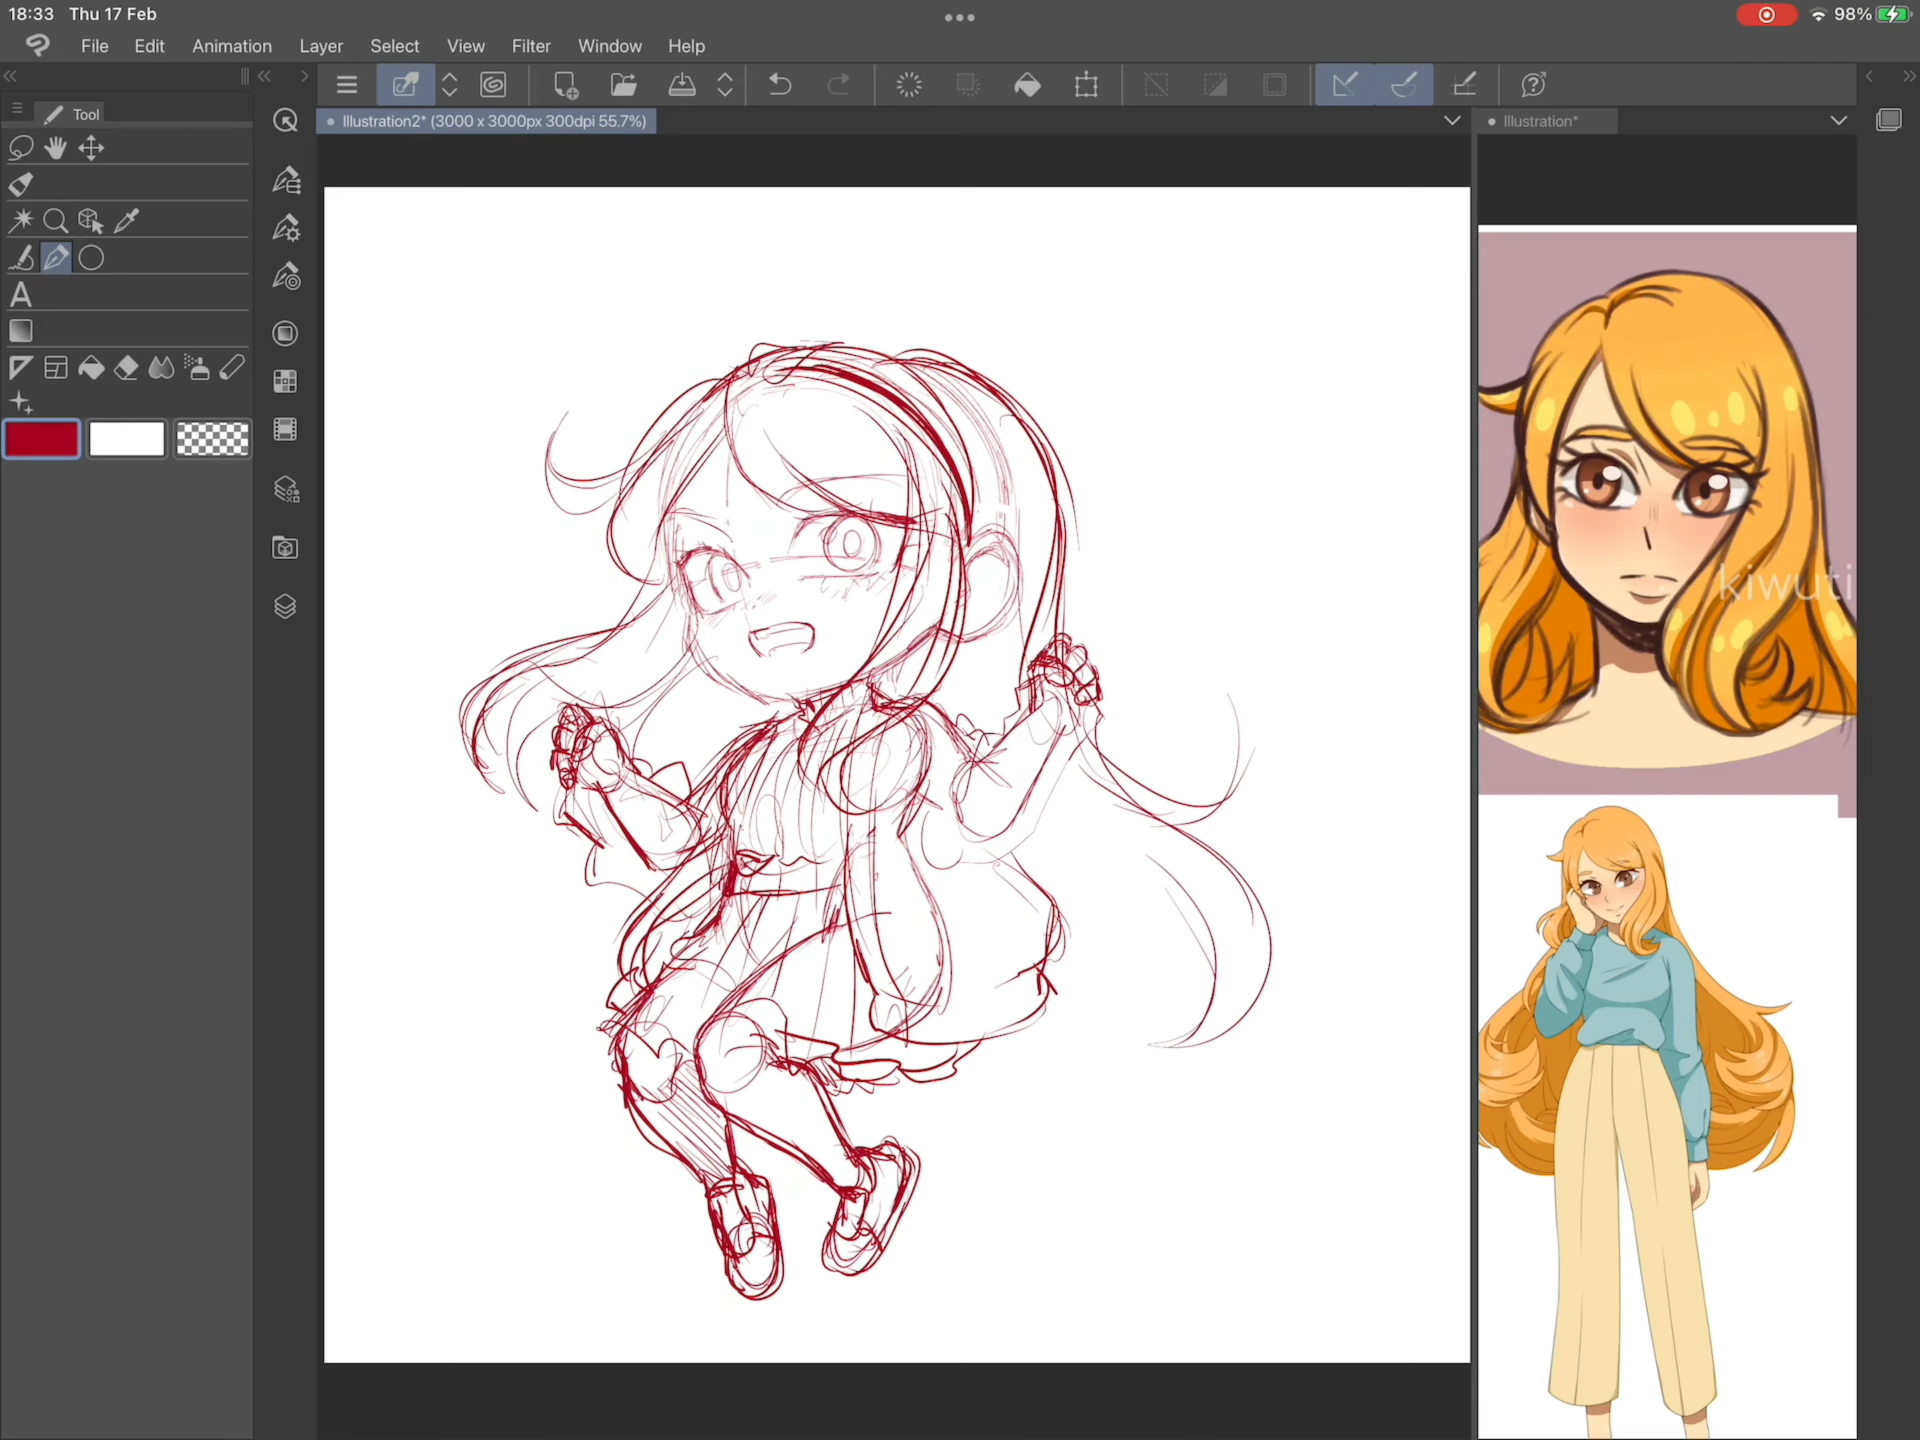 18:33 Thu 17 Feb
98%
File Edit Animation Layer Select View Filter Window Help
Tool
Illustration2* (3000 x 3000px 300dpi 55.7%)
Illustration*
A
kiwuti